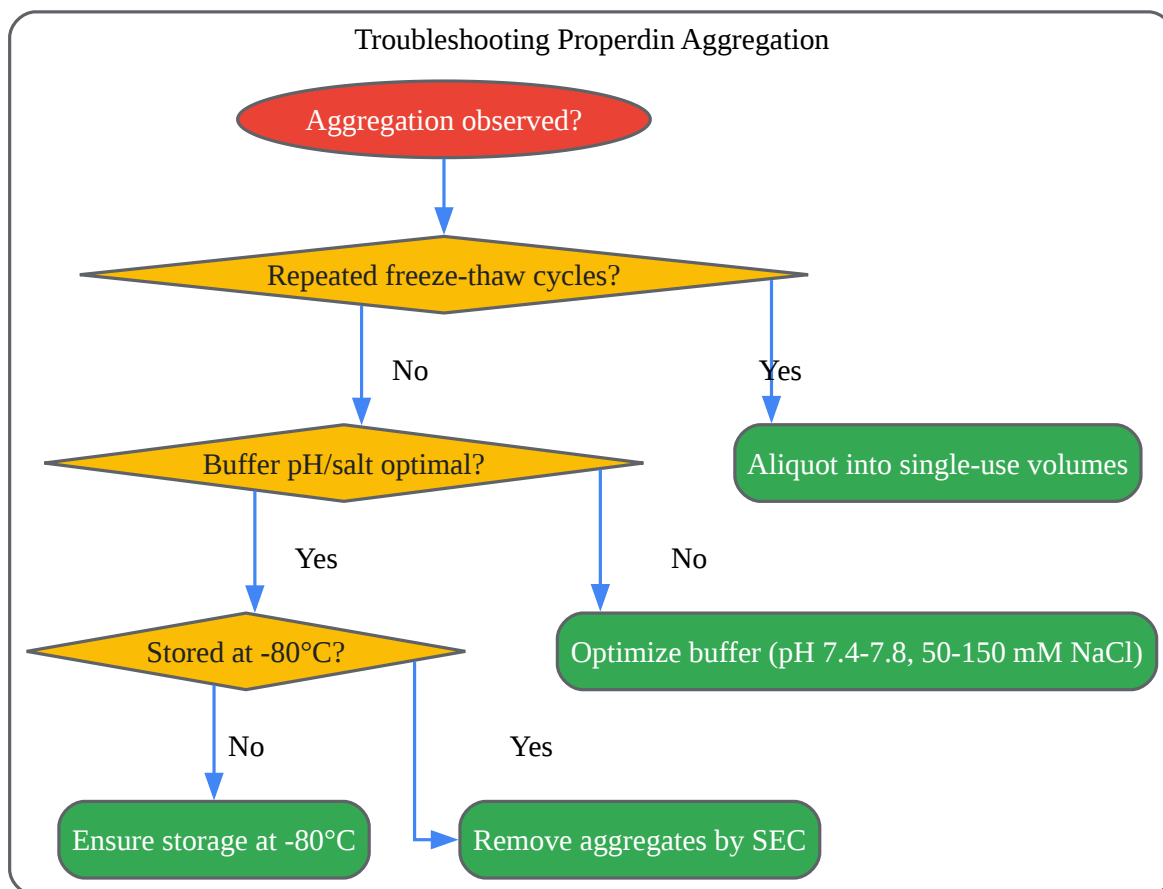 Troubleshooting Properdin Aggregation
Aggregation observed?
Repeated freeze-thaw cycles?
No
Yes
Buffer pH/salt optimal?
Aliquot into single-use volumes
Yes
No
Stored at -80°C?
Optimize buffer (pH 7.4-7.8, 50-150 mM NaCl)
No
Yes
Ensure storage at -80°C
Remove aggregates by SEC